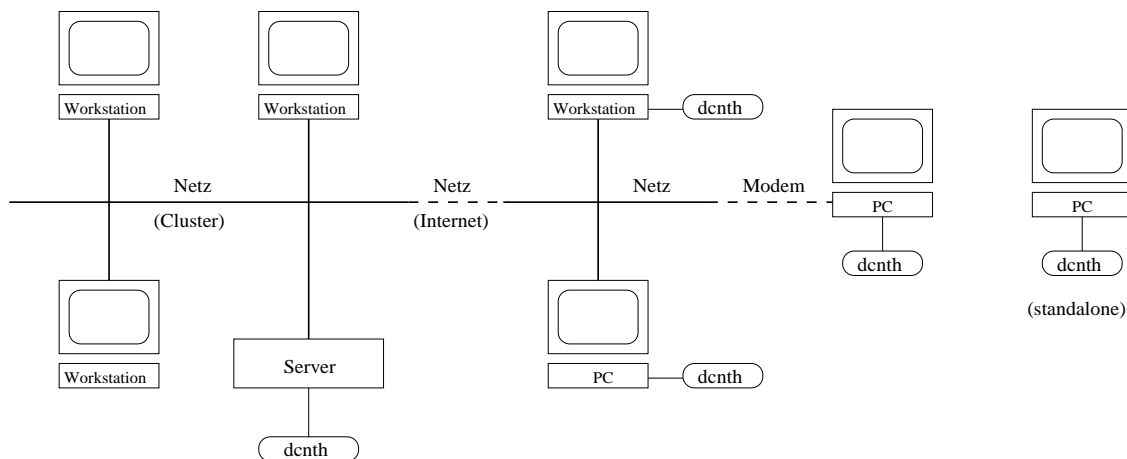 Workstation
Workstation
Workstation
dcnth
Netz
Netz
Netz
Modem
(Cluster)
(Internet)
PC
PC
dcnth
dcnth
(standalone)
Workstation
Server
PC
dcnth
dcnth